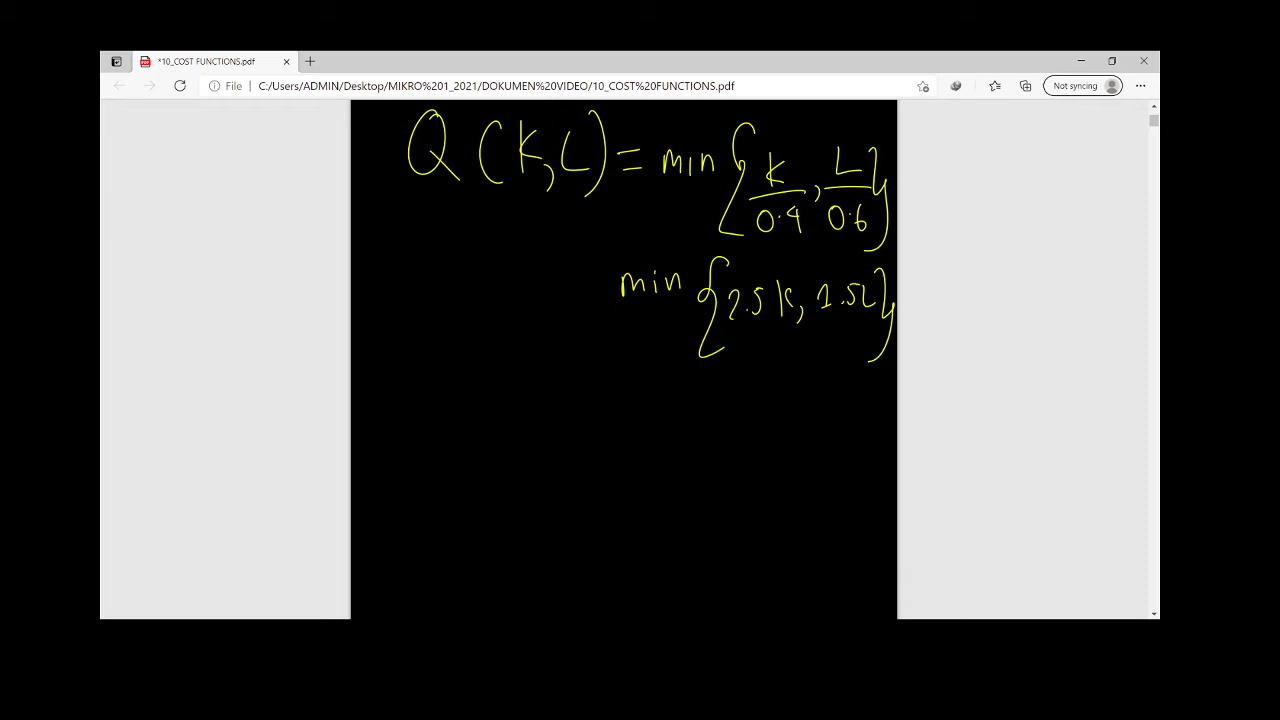 *10_COST FUNCTIONS.pdf
File C:/Users/ADMIN/Desktop/MIKRO%201_2021/DOKUMEN%20VIDEO/10_COST%20FUNCTIONS.pdf Not syncing
Q (K,L) = min { K/0.4 , L/0.6 }
min { 2.5 K, 1.5L }